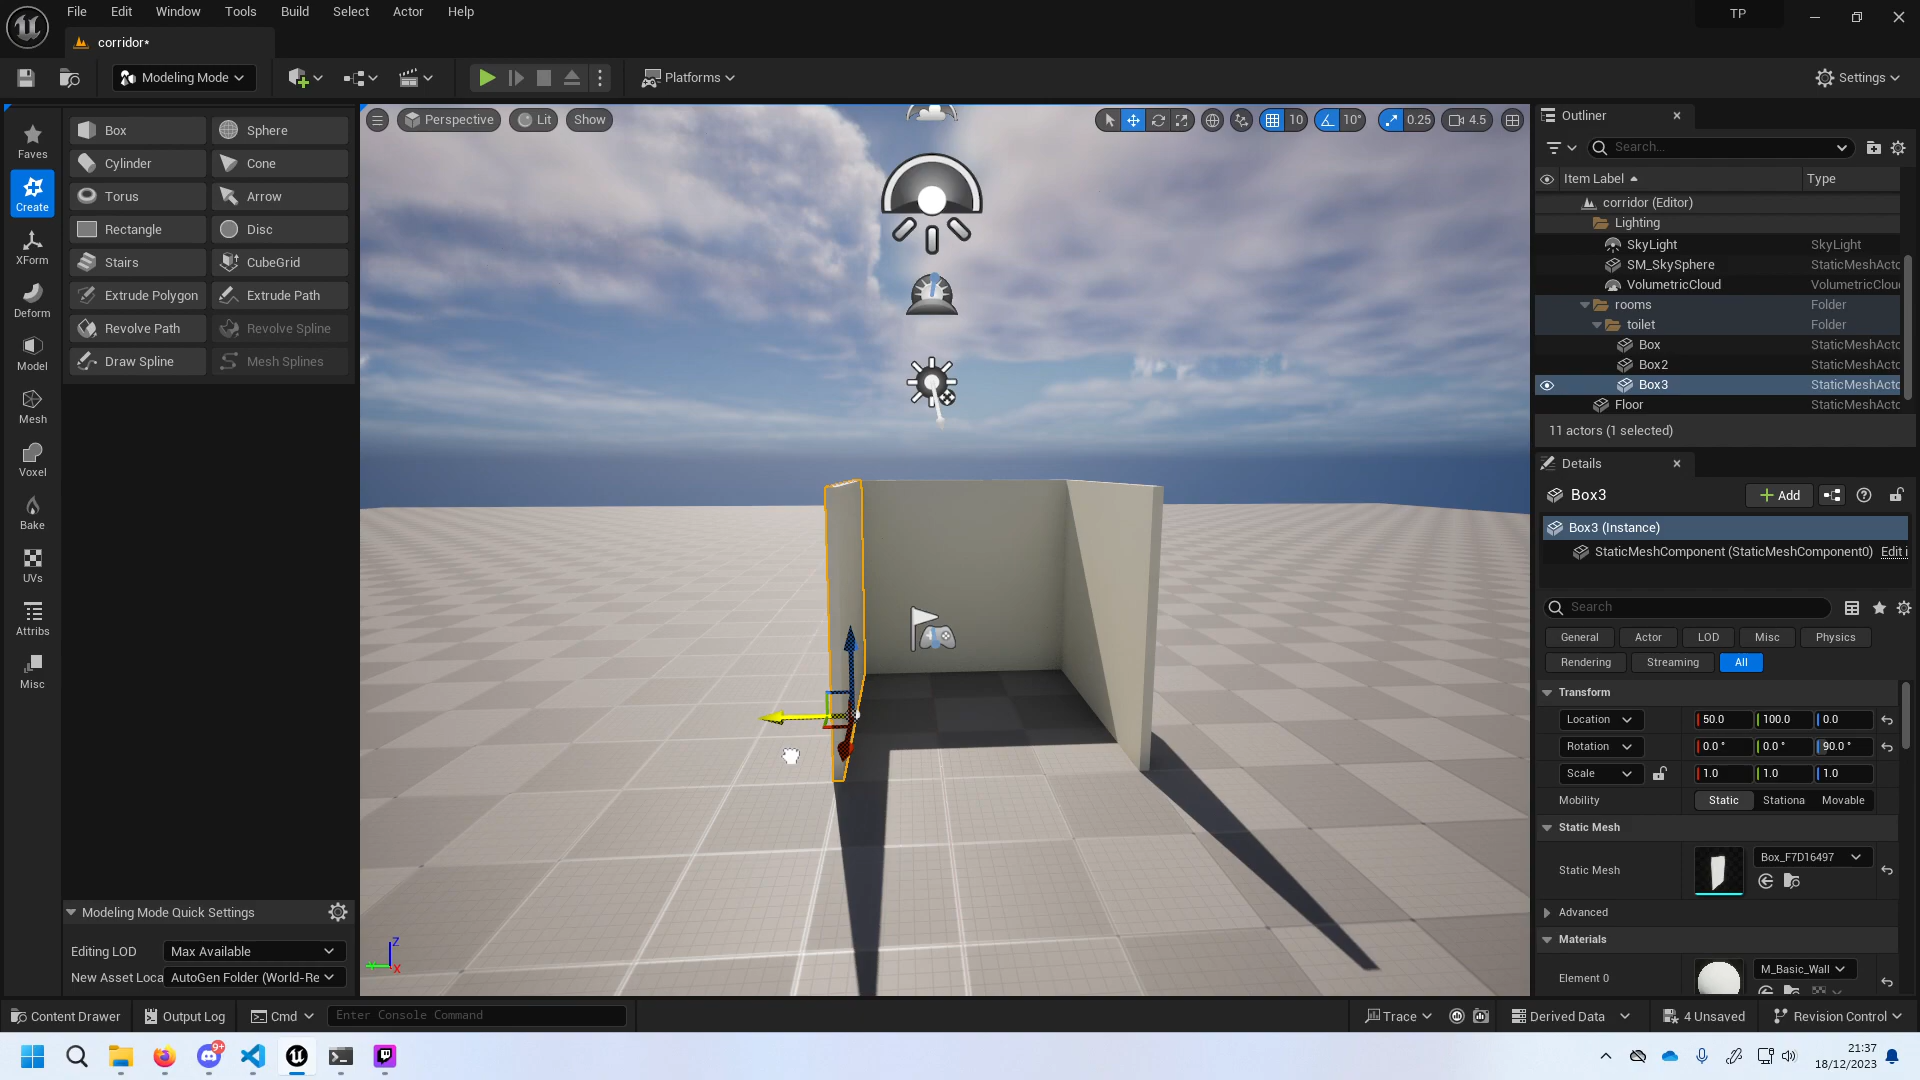 File Edit Window Tools Build Select Actor Help
TP
corridor*
Modeling Mode
Platforms
Settings
Faves
Create
XForm
Deform
Model
Mesh
Voxel
Bake
UVs
Attribs
Misc
Box Sphere
Cylinder Cone
Torus Arrow
Rectangle Disc
Stairs CubeGrid
Extrude Polygon Extrude Path
Revolve Path Revolve Spline
Draw Spline Mesh Splines
Modeling Mode Quick Settings
Editing LOD Max Available
New Asset Loca AutoGen Folder (World-Re
Perspective Lit Show
10 10° 0.25 4.5
Z
X
Outliner
Search...
Item Label Type
corridor (Editor)
Lighting
SkyLight SkyLight
SM_SkySphere StaticMeshActo
VolumetricCloud VolumetricClou
rooms Folder
toilet Folder
Box StaticMeshActo
Box2 StaticMeshActo
Box3 StaticMeshActo
Floor StaticMeshActo
11 actors (1 selected)
Details
Box3 Add
Box3 (Instance)
StaticMeshComponent (StaticMeshComponent0) Edit i
Search
General Actor LOD Misc Physics
Rendering Streaming All
Transform
Location 50.0 100.0 0.0
Rotation 0.0° 0.0° 90.0°
Scale 1.0 1.0 1.0
Mobility Static Stationa Movable
Static Mesh
Static Mesh Box_F7D16497
Advanced
Materials
Element 0 M_Basic_Wall
Content Drawer Output Log Cmd Enter Console Command Trace Derived Data 4 Unsaved Revision Control
9+
21:37
18/12/2023